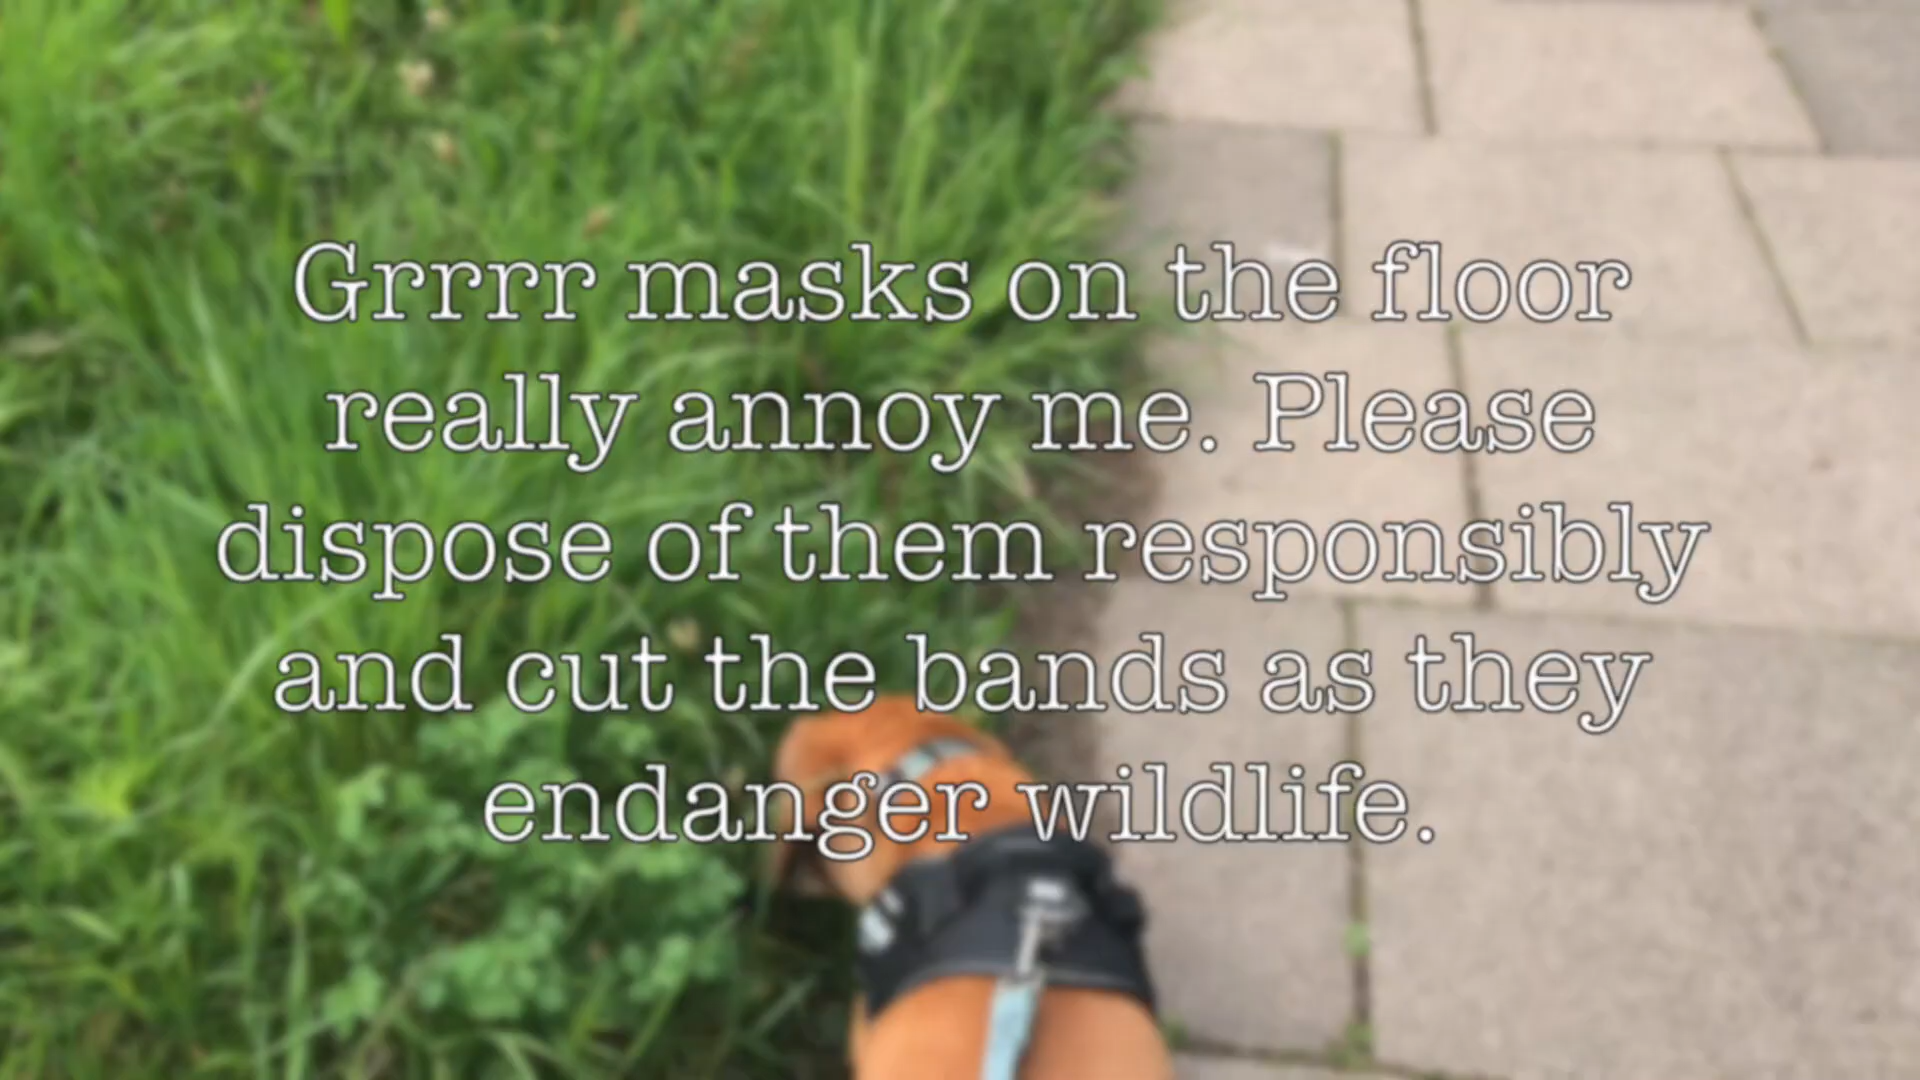 Grrrr masks on the floor
really annoy me. Please
dispose of them responsibly
and cut the bands as they
endanger wildlife.